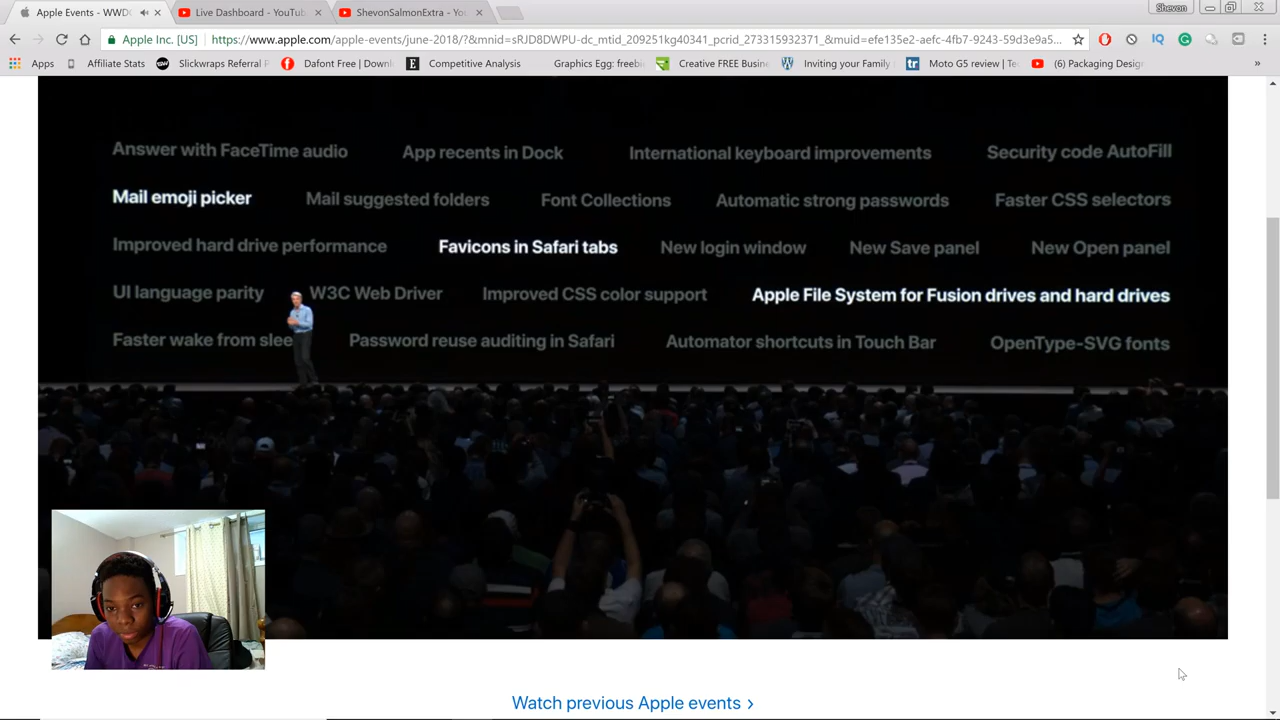 Apple Events - WWD
Live Dashboard - YouTub
ShevonSalmonExtra - You
Shevon
Apple Inc. [US]
https://www.apple.com/apple-events/june-2018/?&mnid=sRJD8DWPU-dc_mtid_209251kg40341_pcrid_273315932371_&muid=efe135e2-aefc-4fb7-9243-59d3e9a5...
Apps
Affiliate Stats
Slickwraps Referral P
Dafont Free | Downl
Competitive Analysis
Graphics Egg: freebie
Creative FREE Busine
Inviting your Family
Moto G5 review | Te
(6) Packaging Desig
Answer with FaceTime audio
App recents in Dock
International keyboard improvements
Security code AutoFill
Mail emoji picker
Mail suggested folders
Font Collections
Automatic strong passwords
Faster CSS selectors
Improved hard drive performance
Favicons in Safari tabs
New login window
New Save panel
New Open panel
UI language parity
W3C Web Driver
Improved CSS color support
Apple File System for Fusion drives and hard drives
Faster wake from slee
Password reuse auditing in Safari
Automator shortcuts in Touch Bar
OpenType-SVG fonts
Watch previous Apple events >